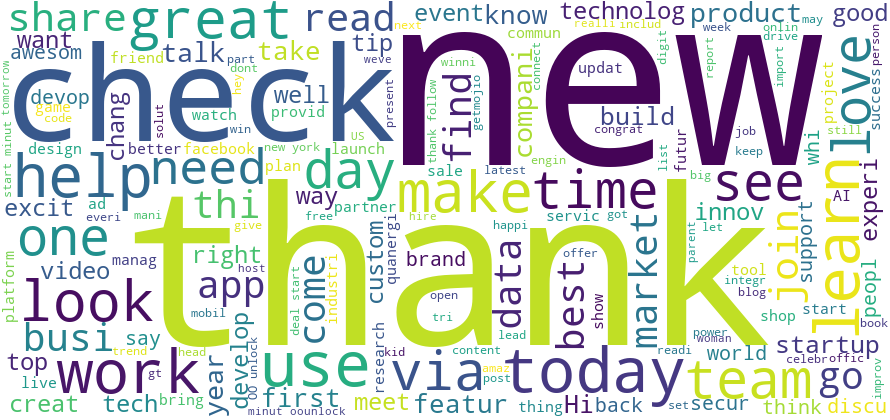 share
great
read
event
know
technolog
product
good
want
tip
next
realli
includ
week
may
onlin
drive
awesom
friend
part
talk
take
commun
check
new
devop
dont
hey
weve
well
updat
digit
report
import
person
tomorrow
game
code
chang
solut
watch
provid
present
find
winni
getmojio
connect
compani
build
project
success
love
design
better
win
facebook
US
congrat
job
keep
futur
list
whi
still
start minut
new york
launch
thank follow
engin
help
need
plan
day
sale
latest
big
AI
learn
experi
make
time
see
excit
ad
everi
mani
thi
give
way
partner
free
hire
happi
servic
got
parent
let
innov
join
support
one
right
host
come
custom
quanergi
brand
data
best
offer
market
tool
integr
blog
peopl
platform
video
manag
app
industri
deal start
open
show
look
thank
mobil
tri
shop
start
book
busi
say
develop
OO unlock
lead
power
woman
world
startup
top
trend
head
research
kid
content
readi
celebr
offic
work
gt
year
use
via
amaz
today
team
go
improv
live
bring
first
meet
post
set
creat
tech
minut oounlock
featur
thing
Hi
back
secur
think
discu